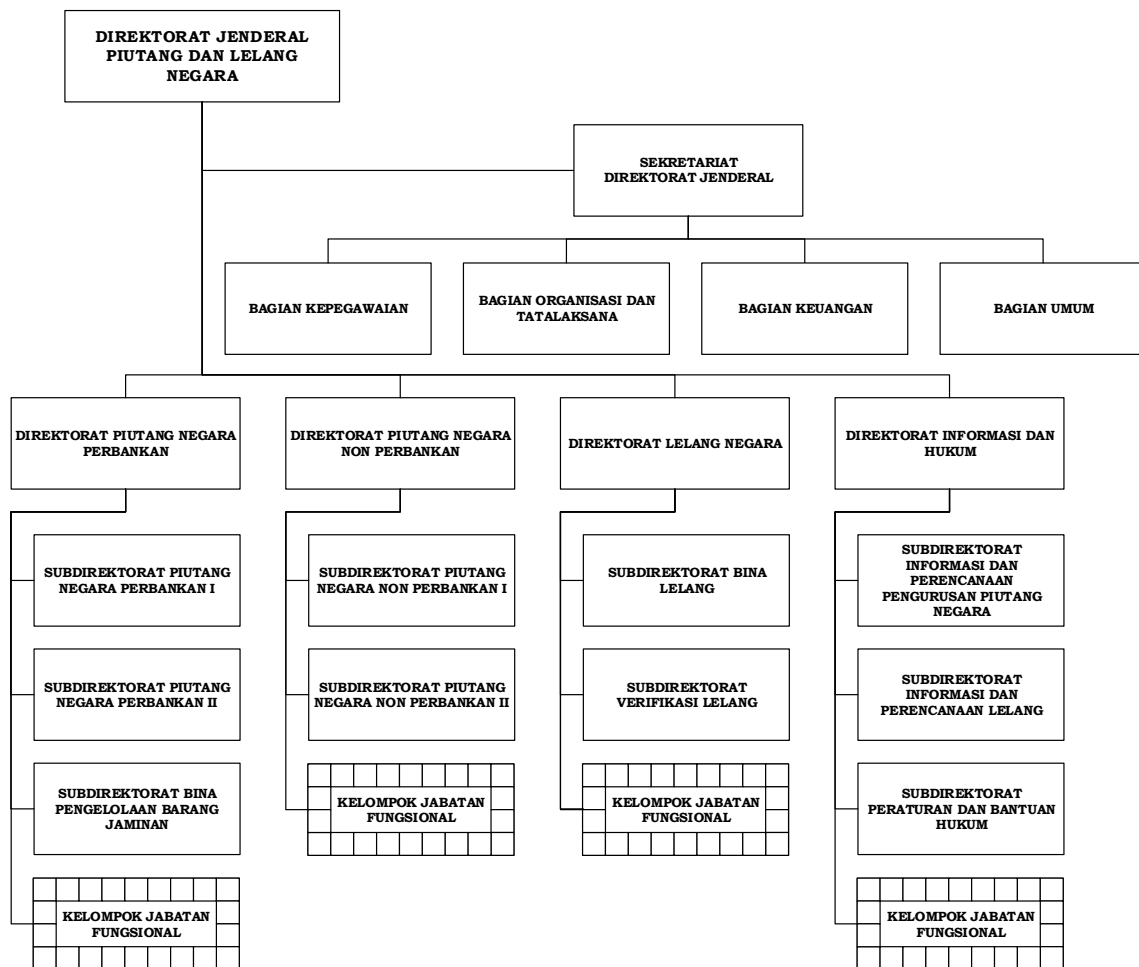 DIREKTORAT JENDERAL
PIUTANG DAN LELANG
NEGARA
SEKRETARIAT
DIREKTORAT JENDERAL
BAGIAN KEPEGAWAIAN
BAGIAN ORGANISASI DAN
TATALAKSANA
BAGIAN KEUANGAN
BAGIAN UMUM
DIREKTORAT PIUTANG NEGARA
PERBANKAN
DIREKTORAT PIUTANG NEGARA
NON PERBANKAN
DIREKTORAT LELANG NEGARA
DIREKTORAT INFORMASI DAN
HUKUM
SUBDIREKTORAT PIUTANG
NEGARA PERBANKAN I
SUBDIREKTORAT PIUTANG
NEGARA NON PERBANKAN I
SUBDIREKTORAT BINA
LELANG
SUBDIREKTORAT
INFORMASI DAN
PERENCANAAN
PENGURUSAN PIUTANG
NEGARA
SUBDIREKTORAT PIUTANG
NEGARA PERBANKAN II
SUBDIREKTORAT PIUTANG
NEGARA NON PERBANKAN II
SUBDIREKTORAT
VERIFIKASI LELANG
SUBDIREKTORAT
INFORMASI DAN
PERENCANAAN LELANG
SUBDIREKTORAT BINA
PENGELOLAAN BARANG
JAMINAN
KELOMPOK JABATAN
FUNGSIONAL
KELOMPOK JABATAN
FUNGSIONAL
SUBDIREKTORAT
PERATURAN DAN BANTUAN
HUKUM
KELOMPOK JABATAN
FUNGSIONAL
KELOMPOK JABATAN
FUNGSIONAL